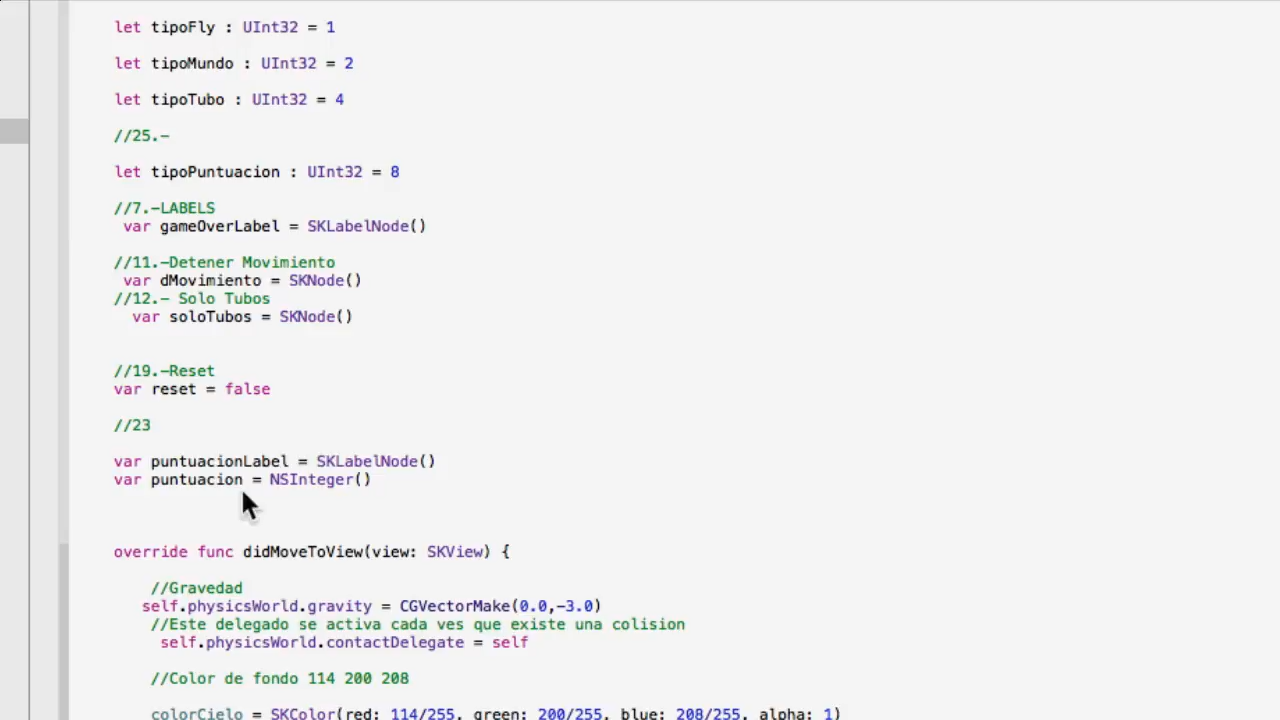 let tipoFly : UInt32 = 1
let tipoMundo : UInt32 = 2
let tipoTubo : UInt32 = 4
//25.-
let tipoPuntuacion : UInt32 = 8
//7.-LABELS
var gameOverLabel = SKLabelNode()
//11.-Detener Movimiento
var dMovimiento = SKNode()
//12.- Solo Tubos
var soloTubos = SKNode()
//19.-Reset
var reset = false
//23
var puntuacionLabel = SKLabelNode()
var puntuacion = NSInteger()
override func didMoveToView(view: SKView) {
//Gravedad
self.physicsWorld.gravity = CGVectorMake(0.0,-3.0)
//Este delegado se activa cada ves que existe una colision
self.physicsWorld.contactDelegate = self
//Color de fondo 114 200 208
colorCielo = SKColor(red: 114/255, green: 200/255, blue: 208/255, alpha: 1)